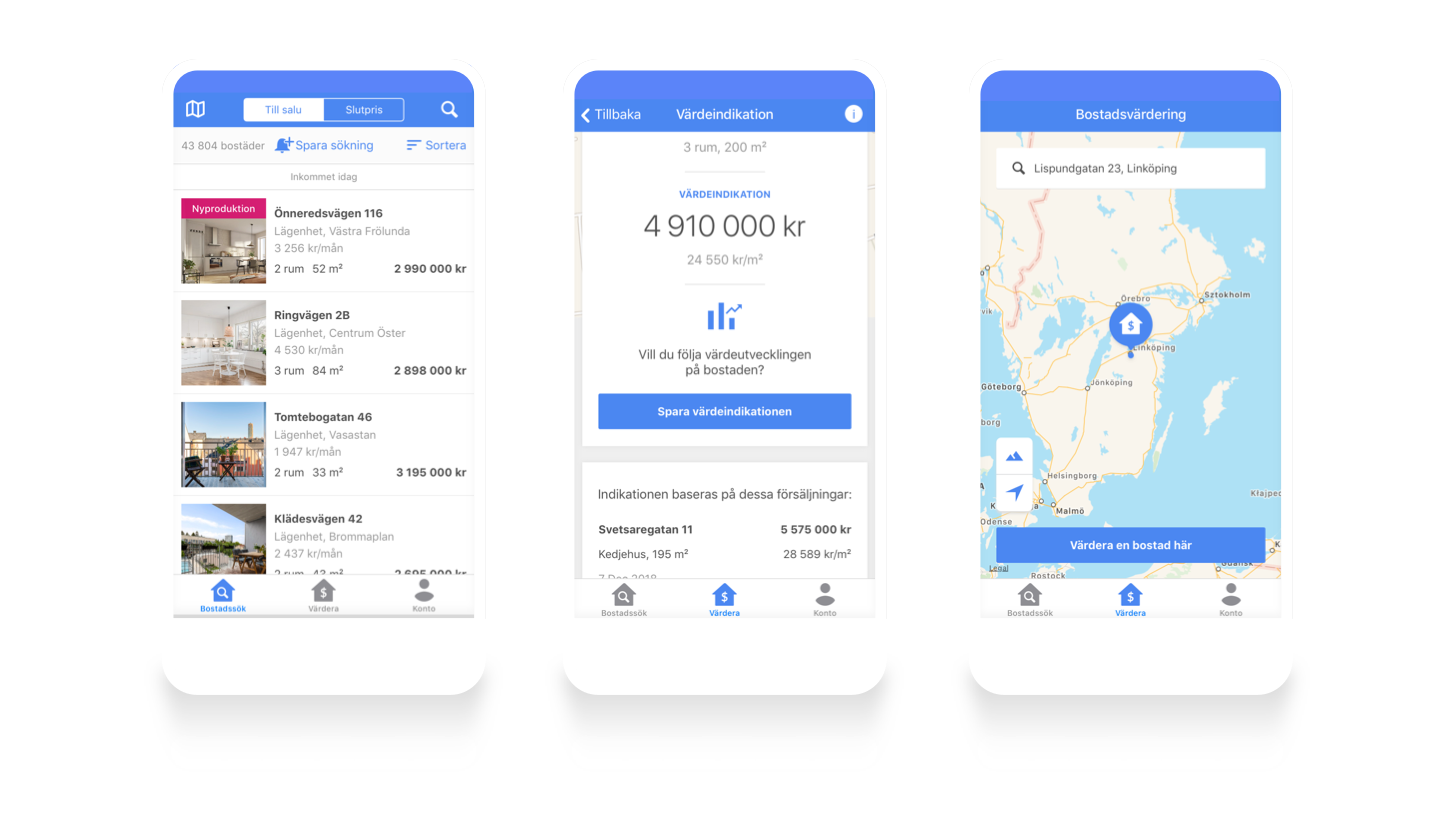 Till salu
Slutpris
43 804 bostäder
Spara sökning
Sortera
Inkommet idag
Nyproduktion
Önneredsvägen 116
Lägenhet, Västra Frölunda
3 256 kr/mån
2 rum 52 m²
2 990 000 kr
Ringvägen 2B
Lägenhet, Centrum Öster
4 530 kr/mån
3 rum 84 m²
2 898 000 kr
Tomtebogatan 46
Lägenhet, Vasastan
1 947 kr/mån
2 rum 33 m²
3 195 000 kr
Klädesvägen 42
Lägenhet, Brommaplan
2 437 kr/mån
2 rum 43 m²
2 695 000 kr
Bostadssök
Värdera
Konto
Tillbaka
Värdeindikation
3 rum, 200 m²
VÄRDEINDIKATION
4 910 000 kr
24 550 kr/m²
Vill du följa värdeutvecklingen
på bostaden?
Spara värdeindikationen
Indikationen baseras på dessa försäljningar:
Svetsaregatan 11
5 575 000 kr
Kedjehus, 195 m²
28 589 kr/m²
7 Dec 2018
Bostadssök
Värdera
Konto
Bostadsvärdering
Lispundgatan 23, Linköping
Örebro
Sztokholm
vik
Linköping
Jönköping
Göteborg
borg
Helsingborg
Kłajpec
Malmö
Odense
Värdera en bostad här
Legal
Gdańsk
Rostock
Bostadssök
Värdera
Konto